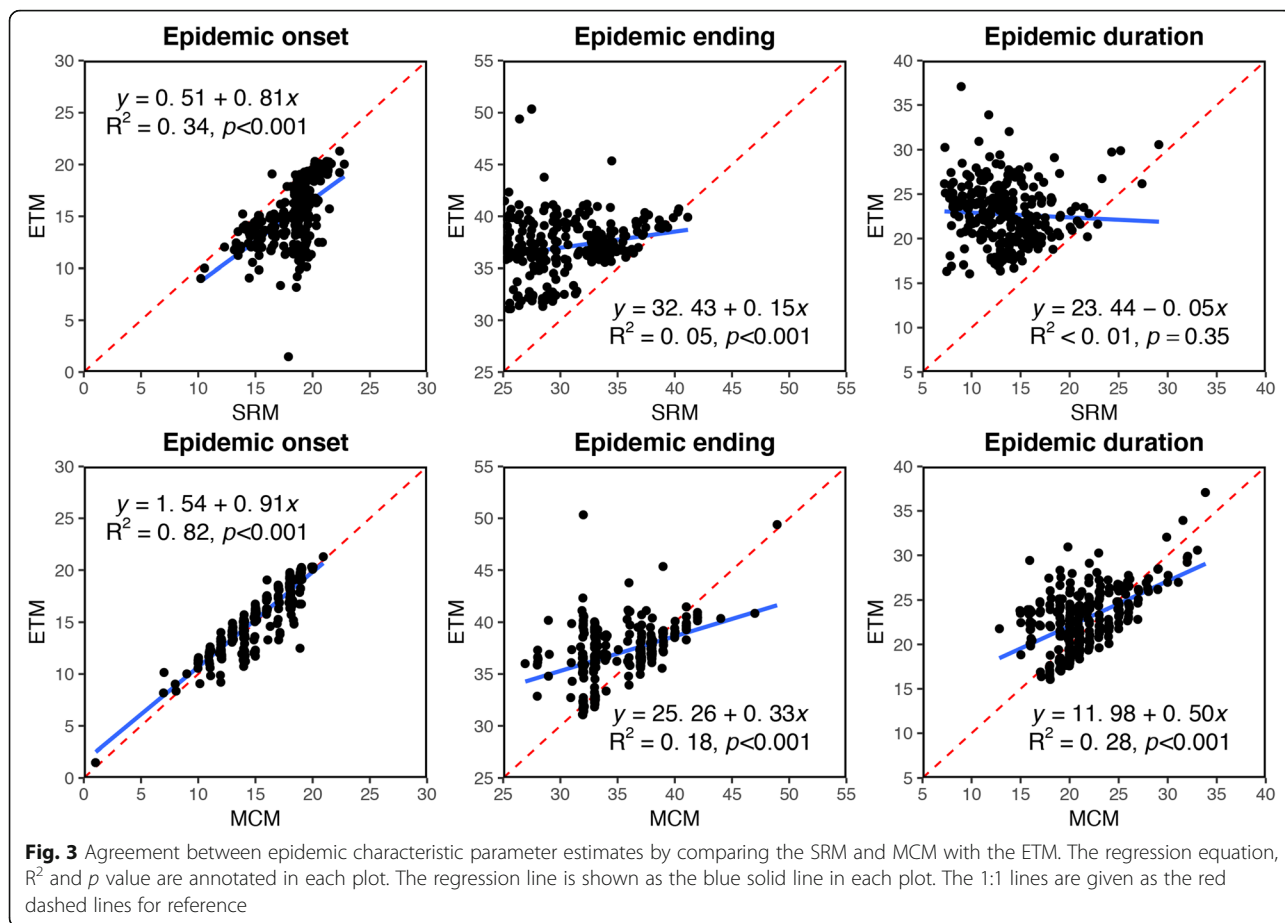 Epidemic onset
30
25
20
15
10
5
0
ETM
y = 0. 51 + 0. 81x
R² = 0. 34, p<0.001
0 5 10 15 20 25 30
SRM
Epidemic ending
55
50
45
40
35
30
25
ETM
y = 32. 43 + 0. 15x
R² = 0. 05, p<0.001
25 30 35 40 45 50 55
SRM
Epidemic duration
40
35
30
25
20
15
10
5
ETM
y = 23. 44 − 0. 05x
R² < 0. 01, p = 0.35
5 10 15 20 25 30 35 40
SRM
Epidemic onset
30
25
20
15
10
5
0
ETM
y = 1. 54 + 0. 91x
R² = 0. 82, p<0.001
0 5 10 15 20 25 30
MCM
Epidemic ending
55
50
45
40
35
30
25
ETM
y = 25. 26 + 0. 33x
R² = 0. 18, p<0.001
25 30 35 40 45 50 55
MCM
Epidemic duration
40
35
30
25
20
15
10
5
ETM
y = 11. 98 + 0. 50x
R² = 0. 28, p<0.001
5 10 15 20 25 30 35 40
MCM
Fig. 3 Agreement between epidemic characteristic parameter estimates by comparing the SRM and MCM with the ETM. The regression equation,
R² and p value are annotated in each plot. The regression line is shown as the blue solid line in each plot. The 1:1 lines are given as the red
dashed lines for reference